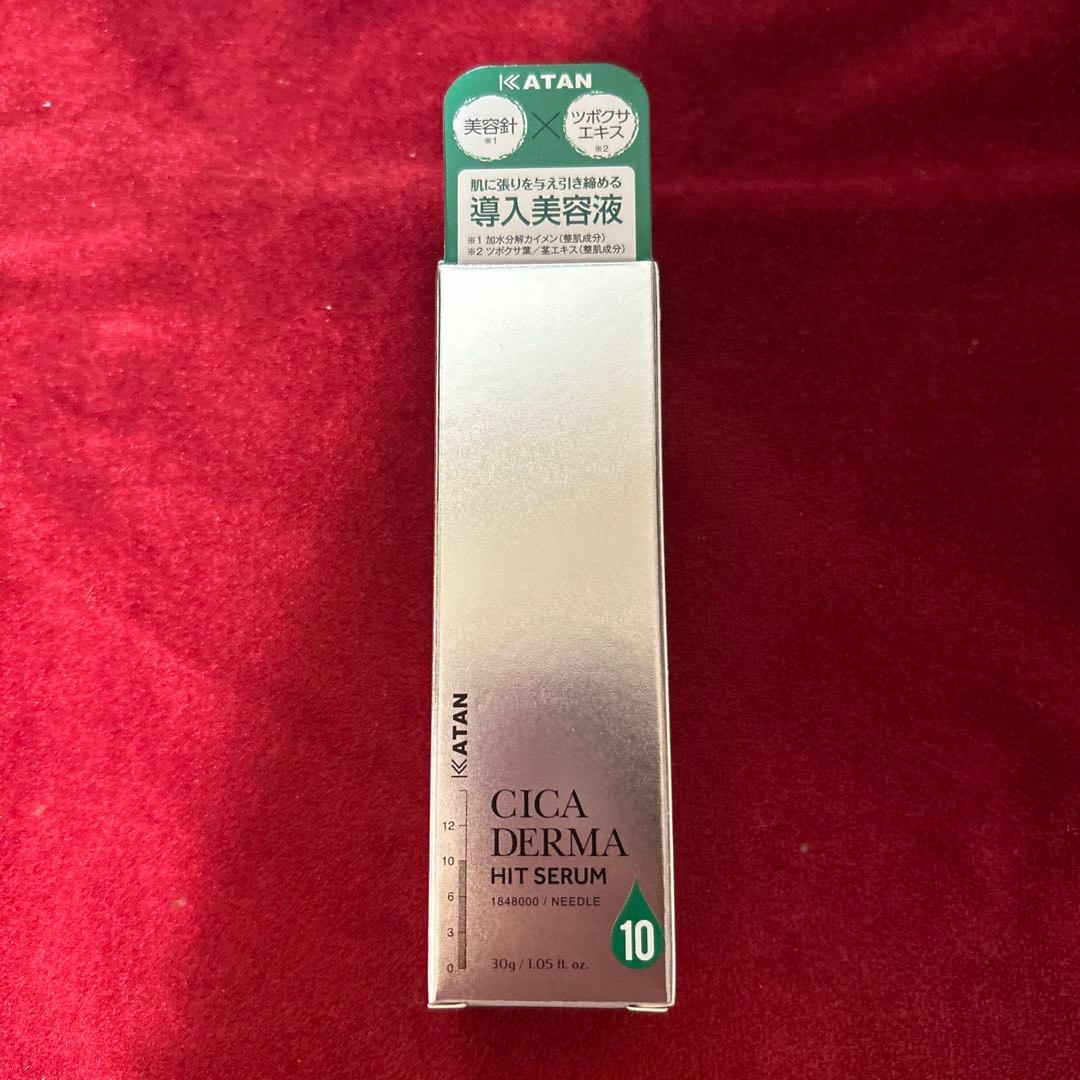 KATAN
美容針
※1
×
ツボクサ
エキス
※2
肌に張りを与え引き締める
導入美容液
※1 加水分解カイメン(整肌成分)
※2 ツボクサ葉/茎エキス(整肌成分)
KATAN
CICA
DERMA
HIT SERUM
1848000 / NEEDLE
12
10
6
3
0
10
30g / 1.05 fl. oz.